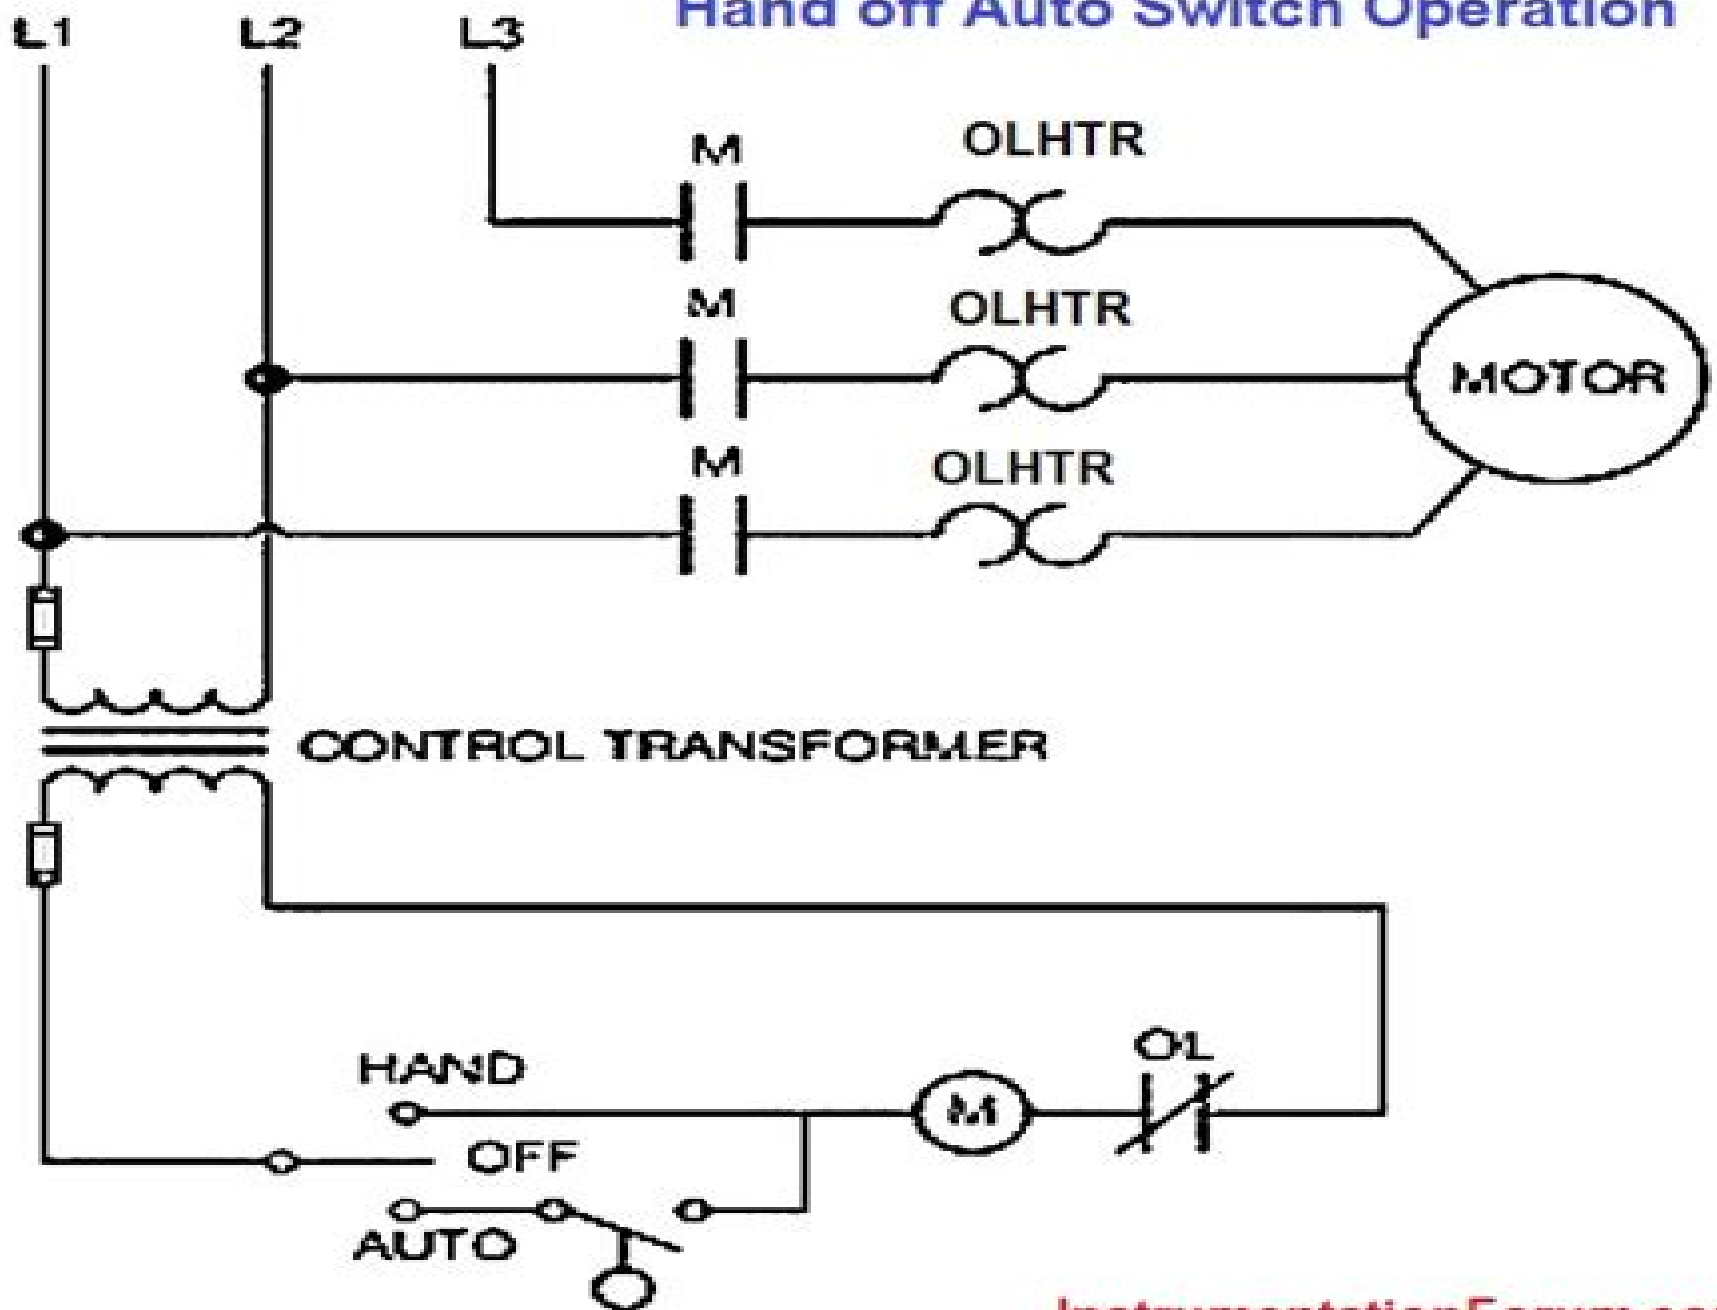 Hand off Auto Switch Operation
L1 L2 L3
M OLHTR
M OLHTR
MOTOR
M OLHTR
CONTROL TRANSFORMER
OL
HAND
M
OFF
AUTO